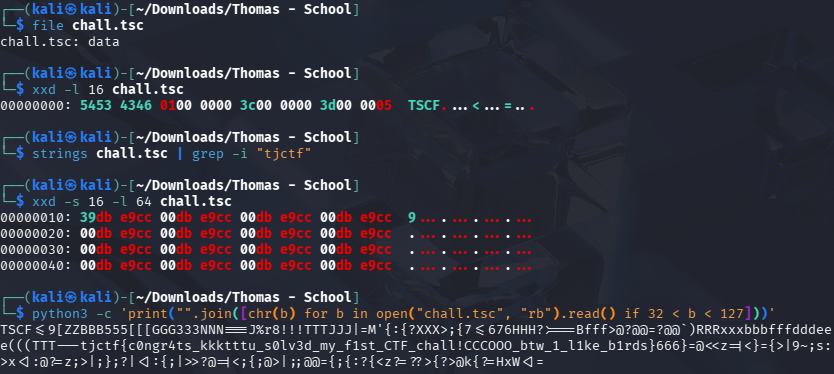 ┌──(kali㉿kali)-[~/Downloads/Thomas - School]
└─$ file chall.tsc
chall.tsc: data
┌──(kali㉿kali)-[~/Downloads/Thomas - School]
└─$ xxd -l 16 chall.tsc
00000000: 5453 4346 0100 0000 3c00 0000 3d00 0005  TSCF....<...=...
┌──(kali㉿kali)-[~/Downloads/Thomas - School]
└─$ strings chall.tsc | grep -i "tjctf"
┌──(kali㉿kali)-[~/Downloads/Thomas - School]
└─$ xxd -s 16 -l 64 chall.tsc
00000010: 39db e9cc 00db e9cc 00db e9cc 00db e9cc  9...............
00000020: 00db e9cc 00db e9cc 00db e9cc 00db e9cc  ................
00000030: 00db e9cc 00db e9cc 00db e9cc 00db e9cc  ................
00000040: 00db e9cc 00db e9cc 00db e9cc 00db e9cc  ................
┌──(kali㉿kali)-[~/Downloads/Thomas - School]
└─$ python3 -c 'print("".join([chr(b) for b in open("chall.tsc", "rb").read() if 32 < b < 127]))'
TSCF<=9[ZZBBB555[[[GGG333NNN===J%r8!!!TTTJJJ|=M'{:{?XXX>;{7<=676HHH?>====Bfff>@?@@=?@@`)RRRxxxbbbfffdddee
e(((TTT---tjctf{c0ngr4ts_kkktttu_s0lv3d_my_f1st_CTF_chall!CCCOOO_btw_1_l1ke_b1rds}666}=@<<z=|<}={>|9~;s:
>x<|:@?=z;>|;};?|<|:{;|>>?@=|<;{;@>|;;@@={;{:?{<z?=??>{?>@k{?=HxW<|=